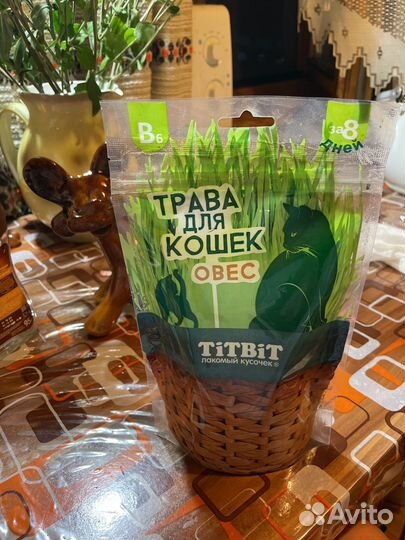 B6
за 8
дней
ТРАВА
ДЛЯ
КОШЕК
ОВЕС
TiTBiT
лакомый кусочек®
Avito